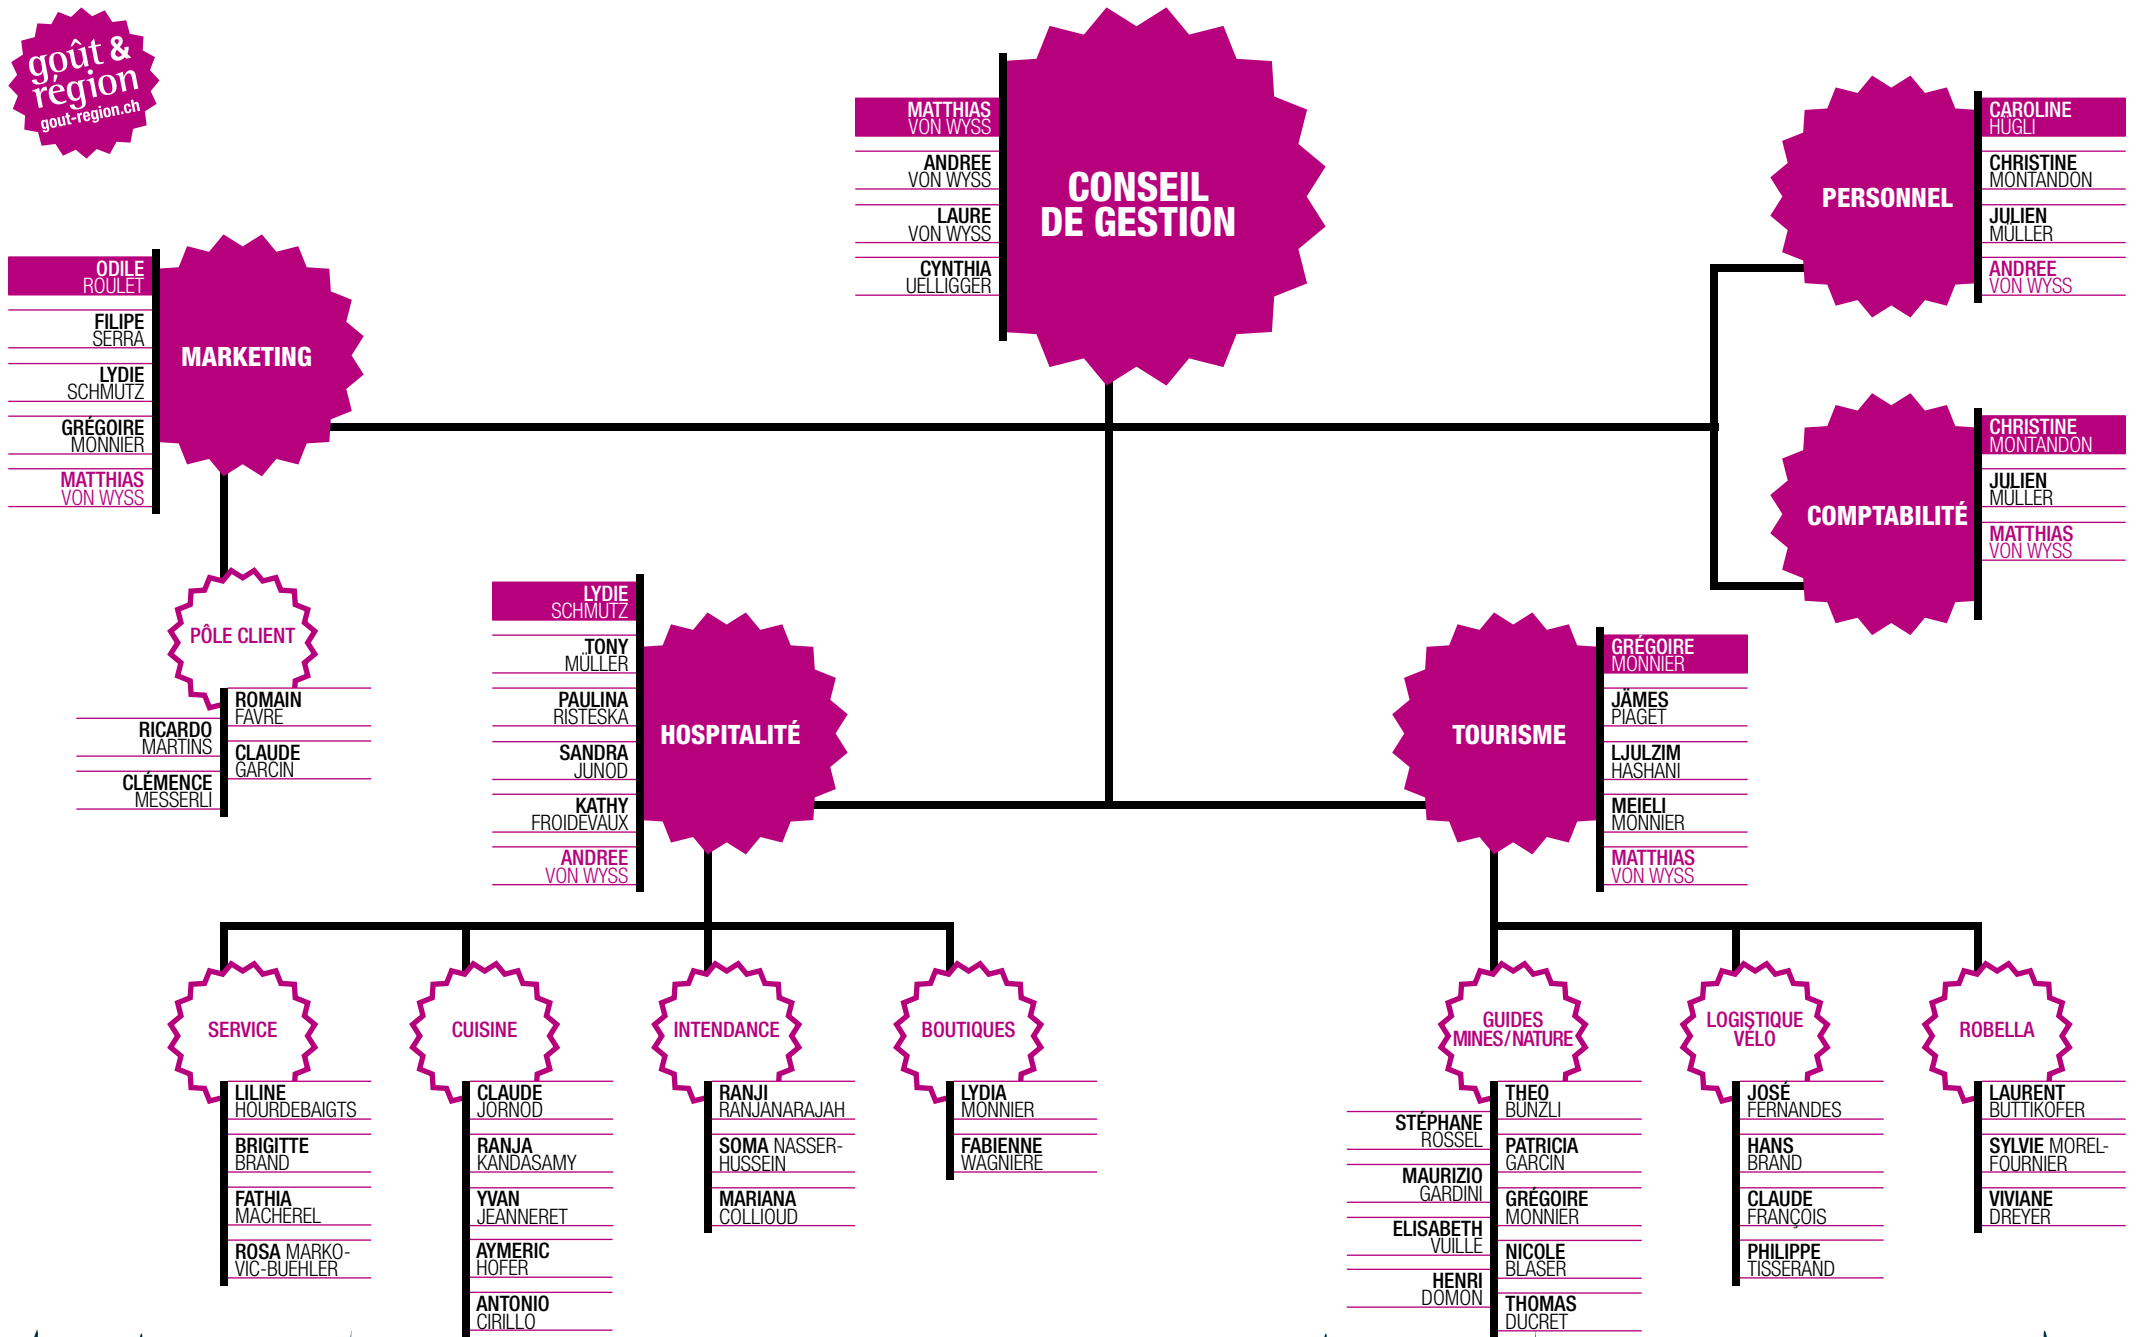 goût &
région
gout-region.ch
MATTHIAS
VON WYSS
ANDREE
VON WYSS
LAURE
VON WYSS
CYNTHIA
UELLIGGER
CONSEIL
DE GESTION
PERSONNEL
CAROLINE
HÜGLI
CHRISTINE
MONTANDON
JULIEN
MÜLLER
ANDREE
VON WYSS
ODILE
ROULET
FILIPE
SERRA
LYDIE
SCHMUTZ
GRÉGOIRE
MONNIER
MATTHIAS
VON WYSS
MARKETING
COMPTABILITÉ
CHRISTINE
MONTANDON
JULIEN
MÜLLER
MATTHIAS
VON WYSS
PÔLE CLIENT
ROMAIN
FAVRE
RICARDO
MARTINS
CLAUDE
GARCIN
CLÉMENCE
MESSERLI
LYDIE
SCHMUTZ
TONY
MÜLLER
PAULINA
RISTESKA
SANDRA
JUNOD
KATHY
FROIDEVAUX
ANDREE
VON WYSS
HOSPITALITÉ
TOURISME
GRÉGOIRE
MONNIER
JÄMES
PIAGET
LJULZIM
HASHANI
MEIELI
MONNIER
MATTHIAS
VON WYSS
SERVICE
LILINE
HOURDEBAIGTS
BRIGITTE
BRAND
FATHIA
MACHEREL
ROSA MARKO-
VIC-BUEHLER
CUISINE
CLAUDE
JORNOD
RANJA
KANDASAMY
YVAN
JEANNERET
AYMERIC
HOFER
ANTONIO
CIRILLO
INTENDANCE
RANJI
RANJANARAJAH
SOMA NASSER-
HUSSEIN
MARIANA
COLLIOUD
BOUTIQUES
LYDIA
MONNIER
FABIENNE
WAGNIÈRE
GUIDES
MINES/NATURE
THEO
BÜNZLI
STÉPHANE
ROSSEL
PATRICIA
GARCIN
MAURIZIO
GARDINI
GRÉGOIRE
MONNIER
ELISABETH
VUILLE
NICOLE
BLASER
HENRI
DOMON
THOMAS
DUCRET
LOGISTIQUE
VÉLO
JOSÉ
FERNANDES
HANS
BRAND
CLAUDE
FRANÇOIS
PHILIPPE
TISSERAND
ROBELLA
LAURENT
BUTTIKOFER
SYLVIE MOREL-
FOURNIER
VIVIANE
DREYER